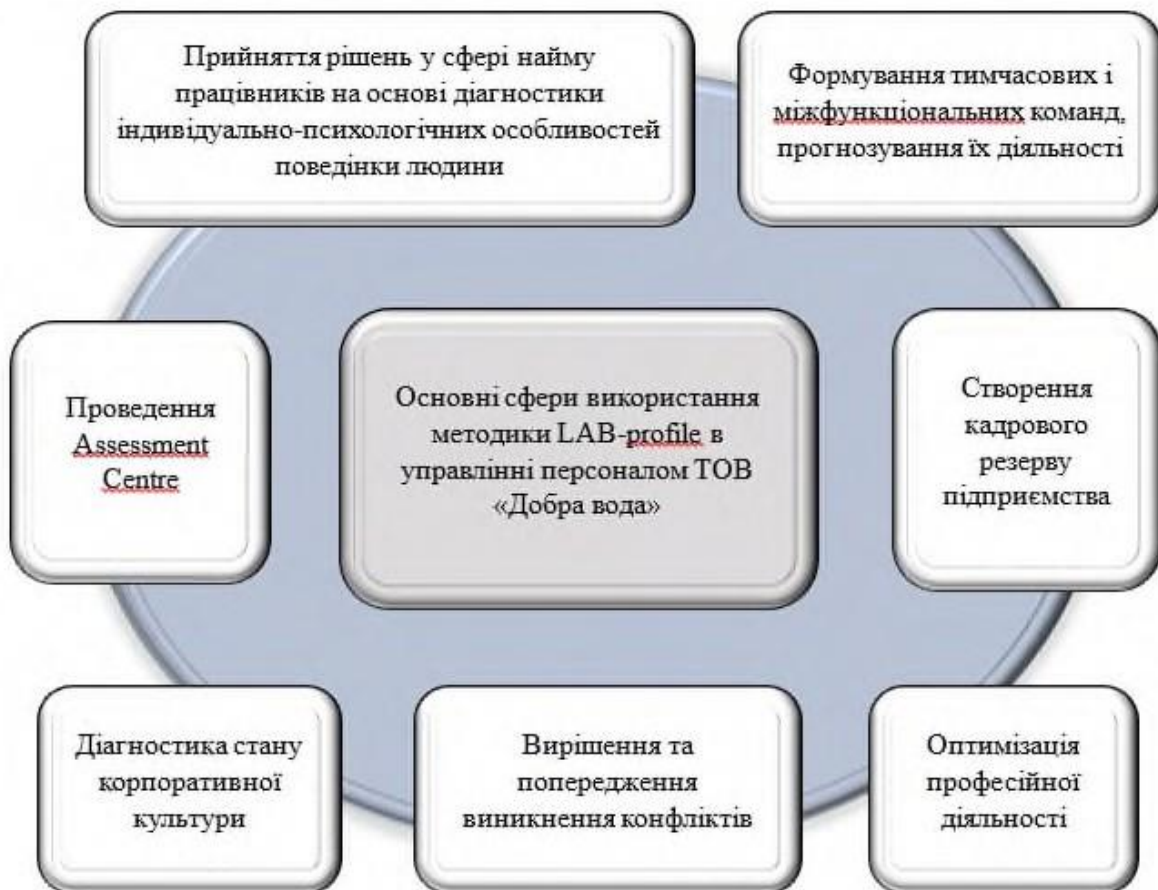 Прийняття рішень у сфері найму
працівників на основі діагностики
індивідуально-психологічних особливостей
поведінки людини
Формування тимчасових і
міжфункціональних команд,
прогнозування їх діяльності
Проведення
Assessment
Centre
Основні сфери використання
методики LAB-profile в
управлінні персоналом ТОВ
«Добра вода»
Створення
кадрового
резерву
підприємства
Діагностика стану
корпоративної
культури
Вирішення та
попередження
виникнення конфліктів
Оптимізація
професійної
діяльності